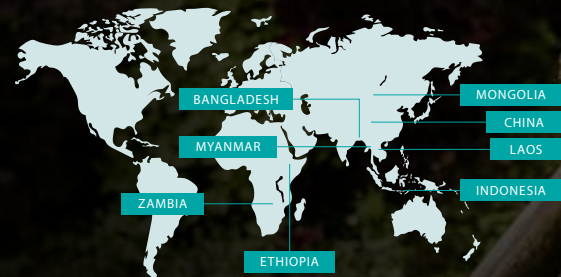 MONGOLIA
BANGLADESH
CHINA
MYANMAR
LAOS
INDONESIA
ZAMBIA
ETHIOPIA